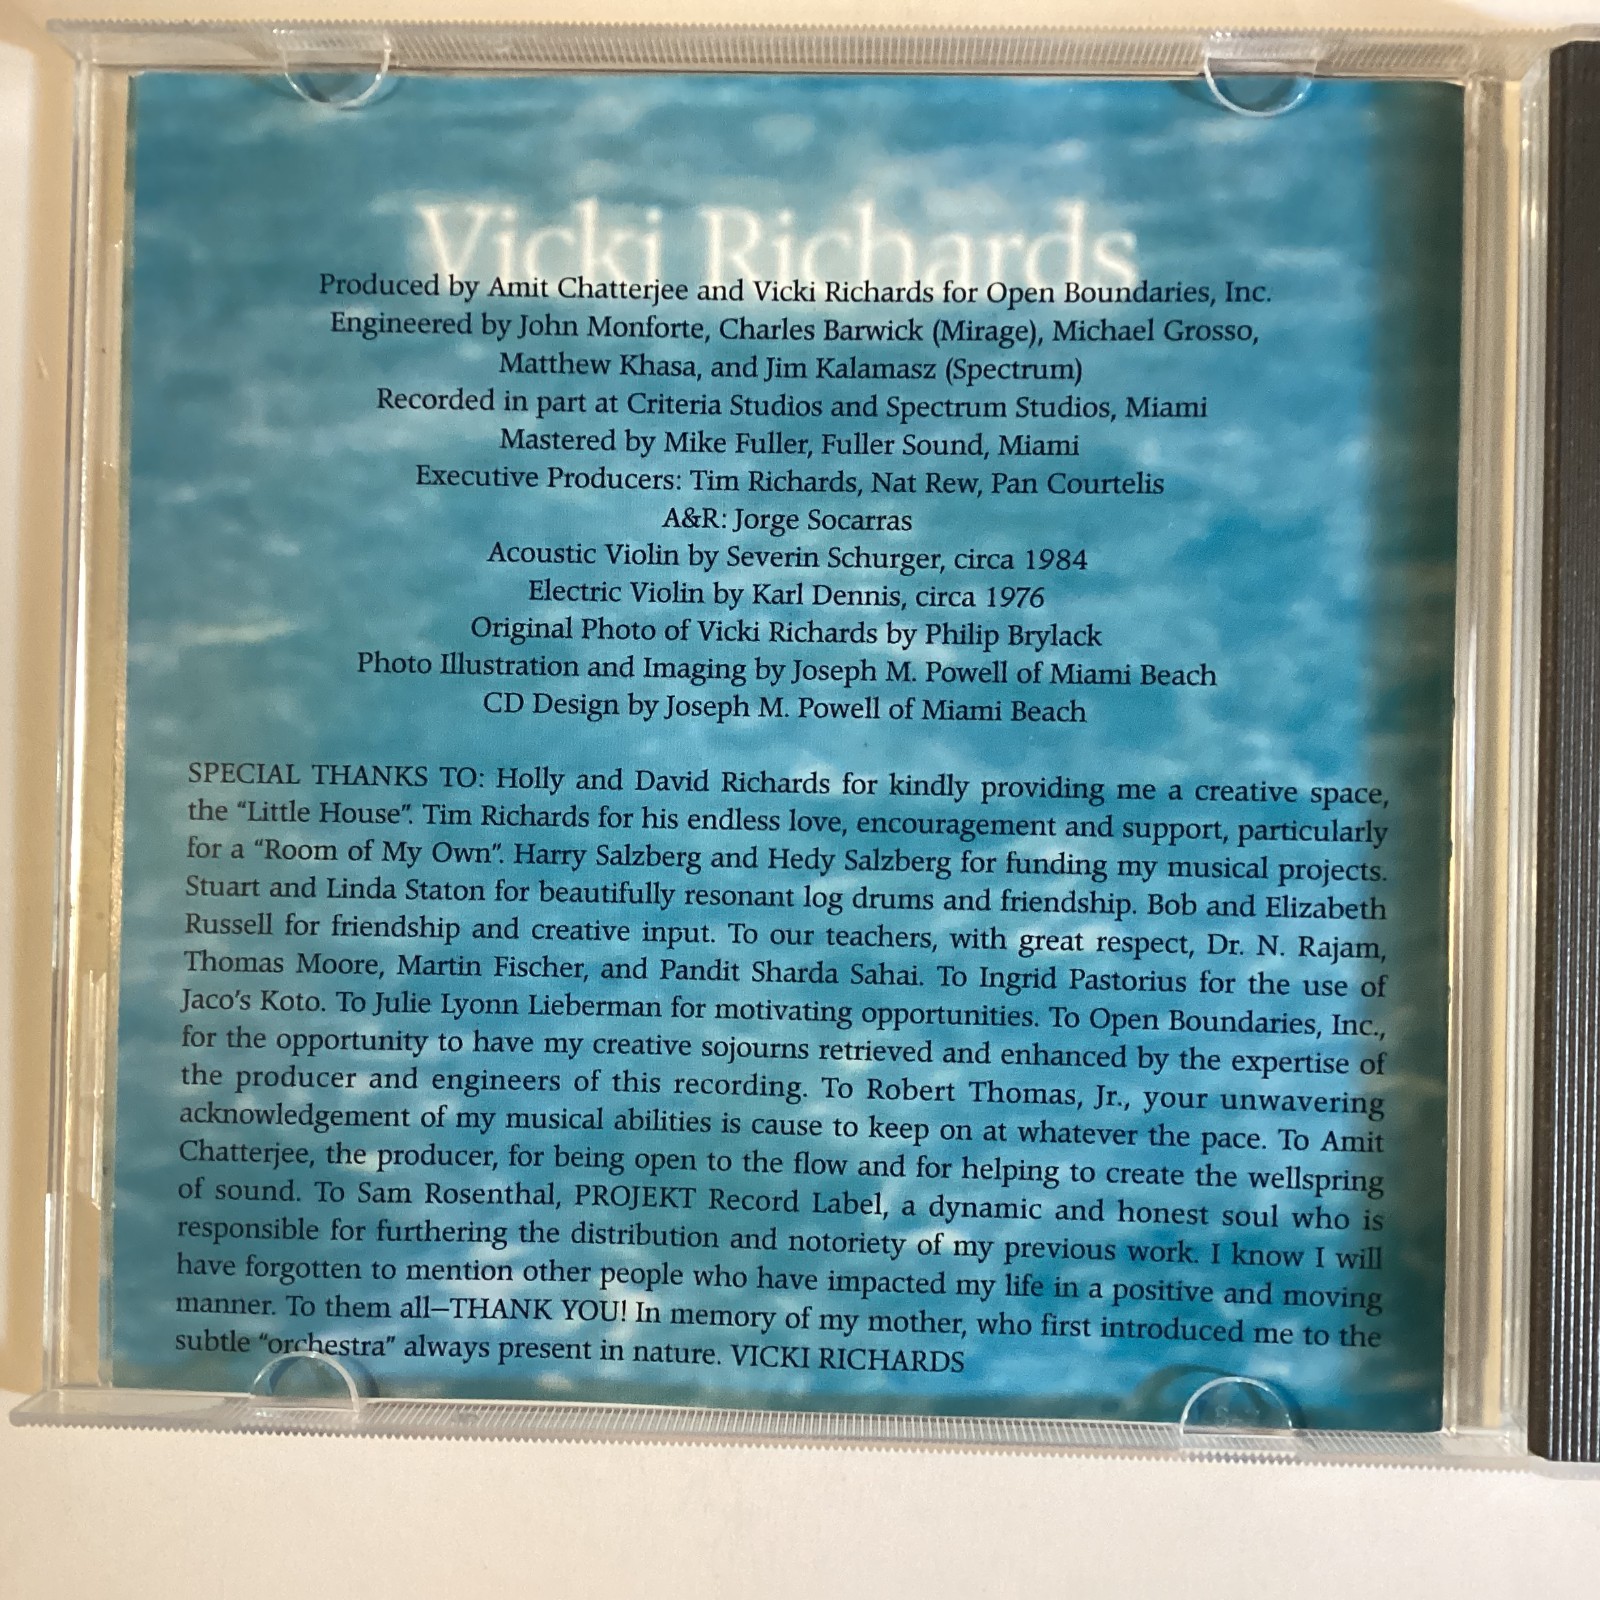 Vicki Richards
Produced by Amit Chatterjee and Vicki Richards for Open Boundaries, Inc.
Engineered by John Monforte, Charles Barwick (Mirage), Michael Grosso,
Matthew Khasa, and Jim Kalamasz (Spectrum)
Recorded in part at Criteria Studios and Spectrum Studios, Miami
Mastered by Mike Fuller, Fuller Sound, Miami
Executive Producers: Tim Richards, Nat Rew, Pan Courtelis
A&R: Jorge Socarras
Acoustic Violin by Severin Schurger, circa 1984
Electric Violin by Karl Dennis, circa 1976
Original Photo of Vicki Richards by Philip Brylack
Photo Illustration and Imaging by Joseph M. Powell of Miami Beach
CD Design by Joseph M. Powell of Miami Beach
SPECIAL THANKS TO: Holly and David Richards for kindly providing me a creative space,
the “Little House”. Tim Richards for his endless love, encouragement and support, particularly
for a “Room of My Own”. Harry Salzberg and Hedy Salzberg for funding my musical projects.
Stuart and Linda Staton for beautifully resonant log drums and friendship. Bob and Elizabeth
Russell for friendship and creative input. To our teachers, with great respect, Dr. N. Rajam,
Thomas Moore, Martin Fischer, and Pandit Sharda Sahai. To Ingrid Pastorius for the use of
Jaco's Koto. To Julie Lyonn Lieberman for motivating opportunities. To Open Boundaries, Inc.,
for the opportunity to have my creative sojourns retrieved and enhanced by the expertise of
the producer and engineers of this recording. To Robert Thomas, Jr., your unwavering
acknowledgement of my musical abilities is cause to keep on at whatever the pace. To Amit
Chatterjee, the producer, for being open to the flow and for helping to create the wellspring
of sound. To Sam Rosenthal, PROJEKT Record Label, a dynamic and honest soul who is
responsible for furthering the distribution and notoriety of my previous work. I know I will
have forgotten to mention other people who have impacted my life in a positive and moving
manner. To them all—THANK YOU! In memory of my mother, who first introduced me to the
subtle “orchestra” always present in nature. VICKI RICHARDS